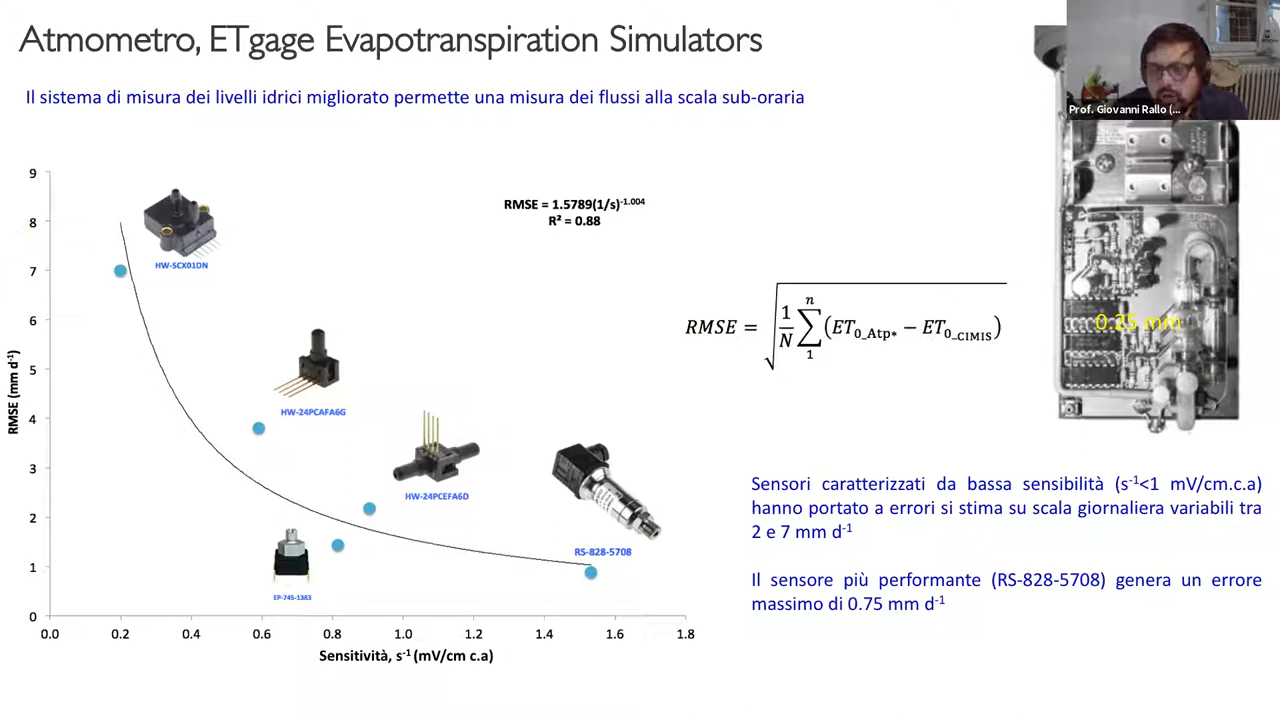 Atmometro, ETgage Evapotranspiration Simulators
Il sistema di misura dei livelli idrici migliorato permette una misura dei flussi alla scala sub-oraria
Prof. Giovanni Rallo (...
9
8
7
6
5
4
3
2
1
0
RMSE (mm d-1)
0.0 0.2 0.4 0.6 0.8 1.0 1.2 1.4 1.6 1.8
Sensitività, s-1 (mV/cm c.a)
HW-SCX01DN
HW-24PCAFA6G
HW-24PCEFA6D
EP-745-1383
RS-828-5708
RMSE = 1.5789(1/s)-1.004
R² = 0.88
RMSE = √ 1/N ∑ n 1 (ET0_Atp* − ET0_CIMIS)
0.25 mm
Sensori caratterizzati da bassa sensibilità (s-1<1 mV/cm.c.a)
hanno portato a errori si stima su scala giornaliera variabili tra
2 e 7 mm d-1
Il sensore più performante (RS-828-5708) genera un errore
massimo di 0.75 mm d-1